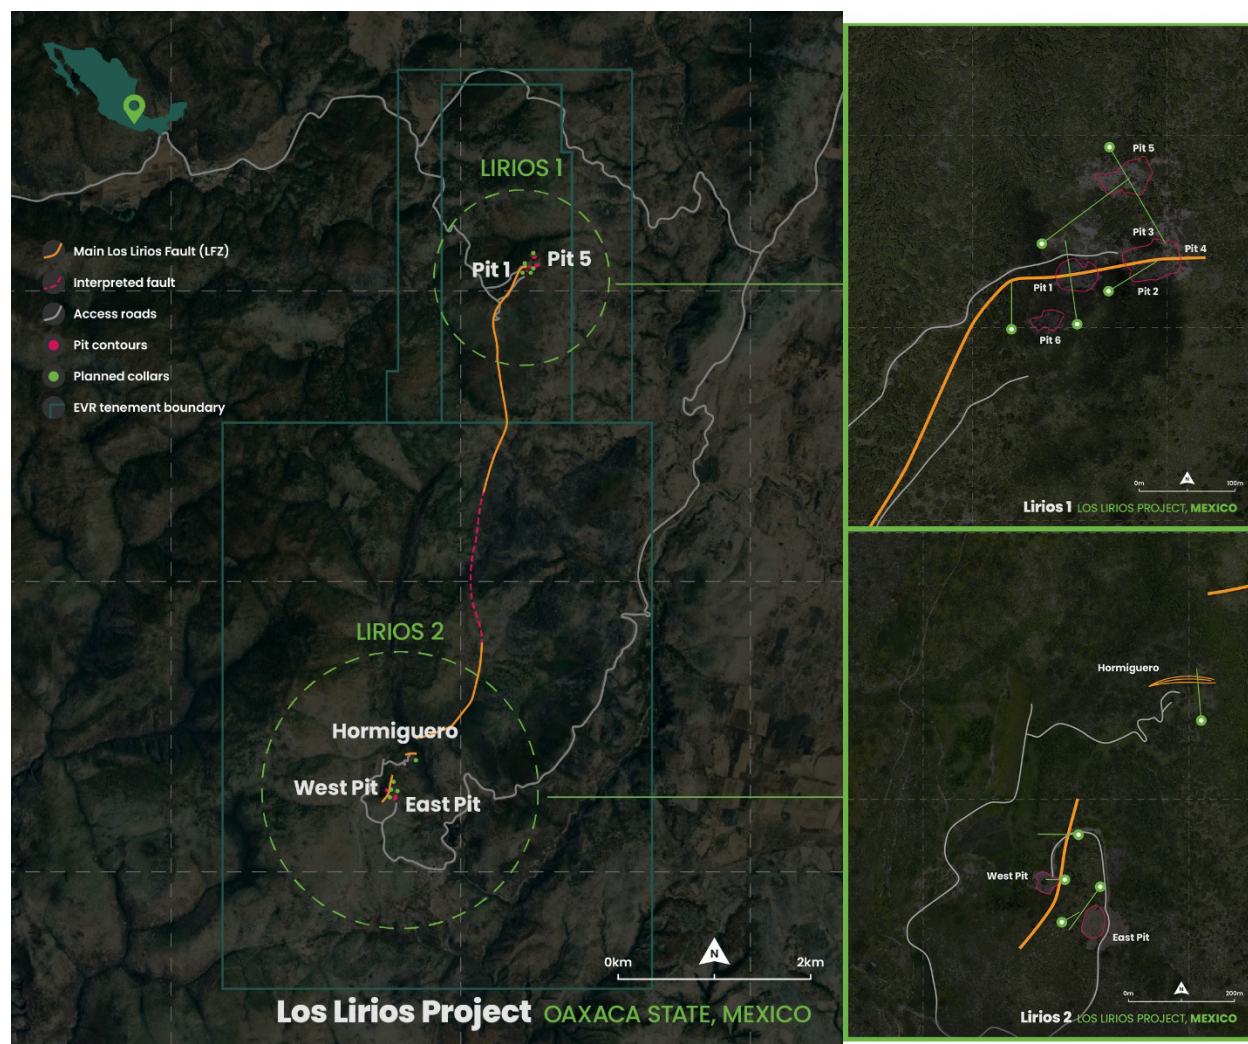 LIRIOS 1
Pit 1
Pit 5
Main Los Lirios Fault (LFZ)
Interpreted fault
Access roads
Pit contours
Planned collars
EVR tenement boundary
LIRIOS 2
Hormiguero
West Pit
East Pit
N
0km
2km
Los Lirios Project OAXACA STATE, MEXICO
Pit 5
Pit 3
Pit 4
Pit 1
Pit 2
Pit 6
N
0m
100m
Lirios 1 LOS LIRIOS PROJECT, MEXICO
Hormiguero
West Pit
East Pit
N
0m
200m
Lirios 2 LOS LIRIOS PROJECT, MEXICO